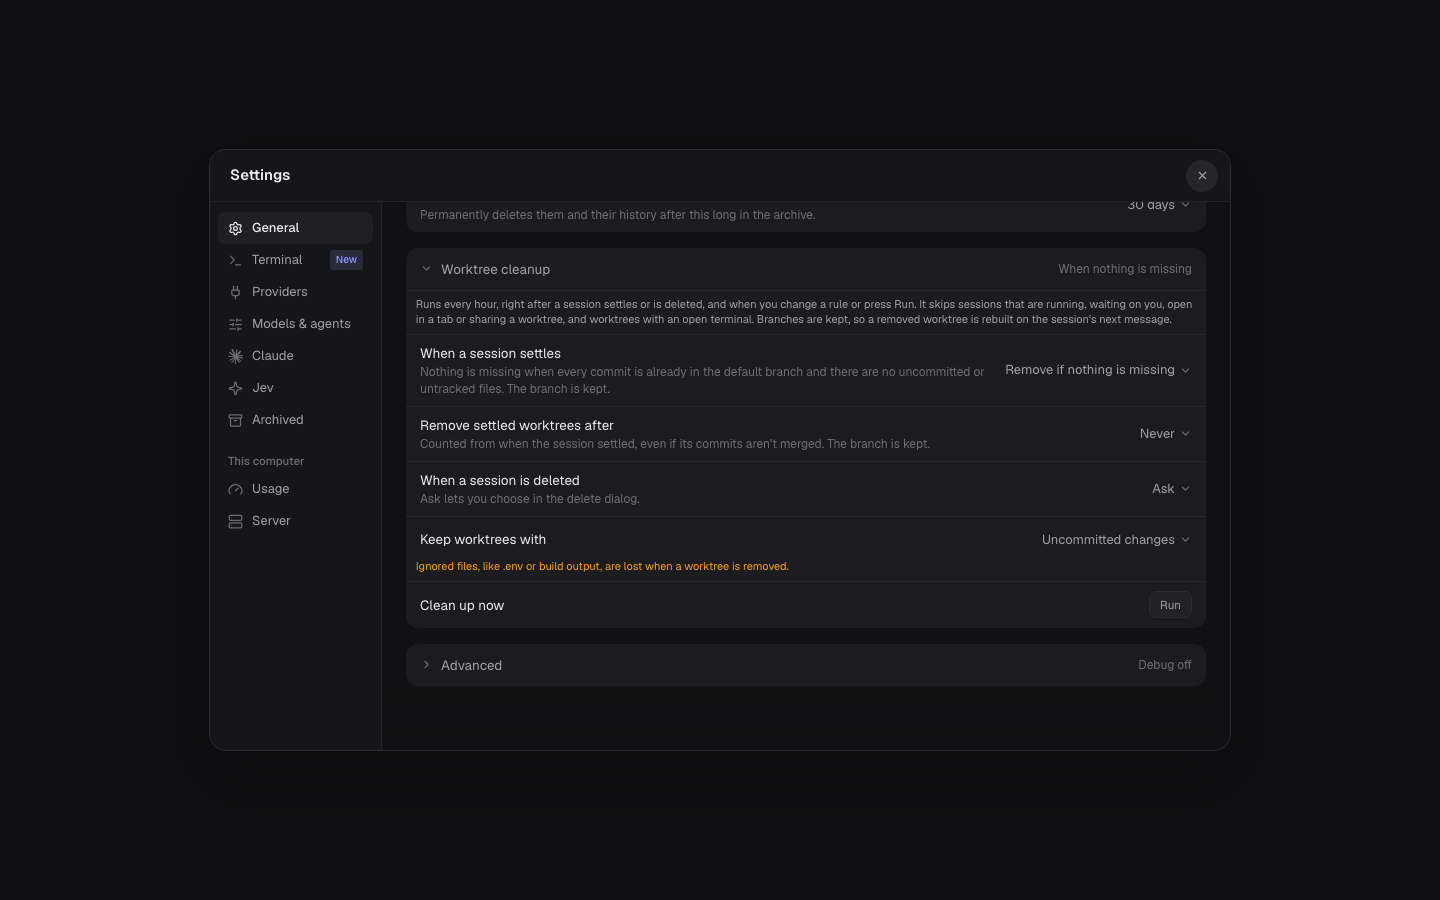 Settings
General
Terminal
New
Providers
Models & agents
Claude
Jev
Archived
This computer
Usage
Server
30 days
Permanently deletes them and their history after this long in the archive.
Worktree cleanup
When nothing is missing
Runs every hour, right after a session settles or is deleted, and when you change a rule or press Run. It skips sessions that are running, waiting on you, open
in a tab or sharing a worktree, and worktrees with an open terminal. Branches are kept, so a removed worktree is rebuilt on the session's next message.
When a session settles
Nothing is missing when every commit is already in the default branch and there are no uncommitted or
untracked files. The branch is kept.
Remove if nothing is missing
Remove settled worktrees after
Counted from when the session settled, even if its commits aren't merged. The branch is kept.
Never
When a session is deleted
Ask lets you choose in the delete dialog.
Ask
Keep worktrees with
Uncommitted changes
Ignored files, like .env or build output, are lost when a worktree is removed.
Clean up now
Run
Advanced
Debug off